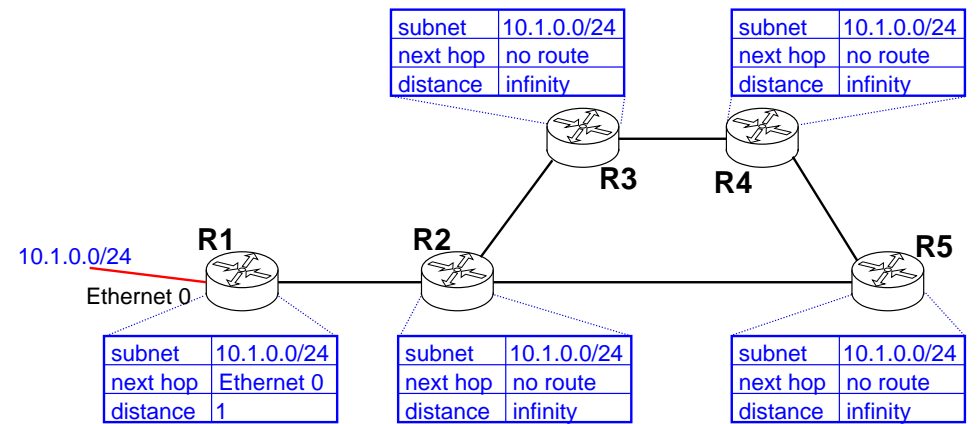 subnet 10.1.0.0/24
next hop no route
distance infinity
subnet 10.1.0.0/24
next hop no route
distance infinity
R3
R4
R1
R2
R5
10.1.0.0/24
Ethernet 0
subnet 10.1.0.0/24
next hop Ethernet 0
distance 1
subnet 10.1.0.0/24
next hop no route
distance infinity
subnet 10.1.0.0/24
next hop no route
distance infinity